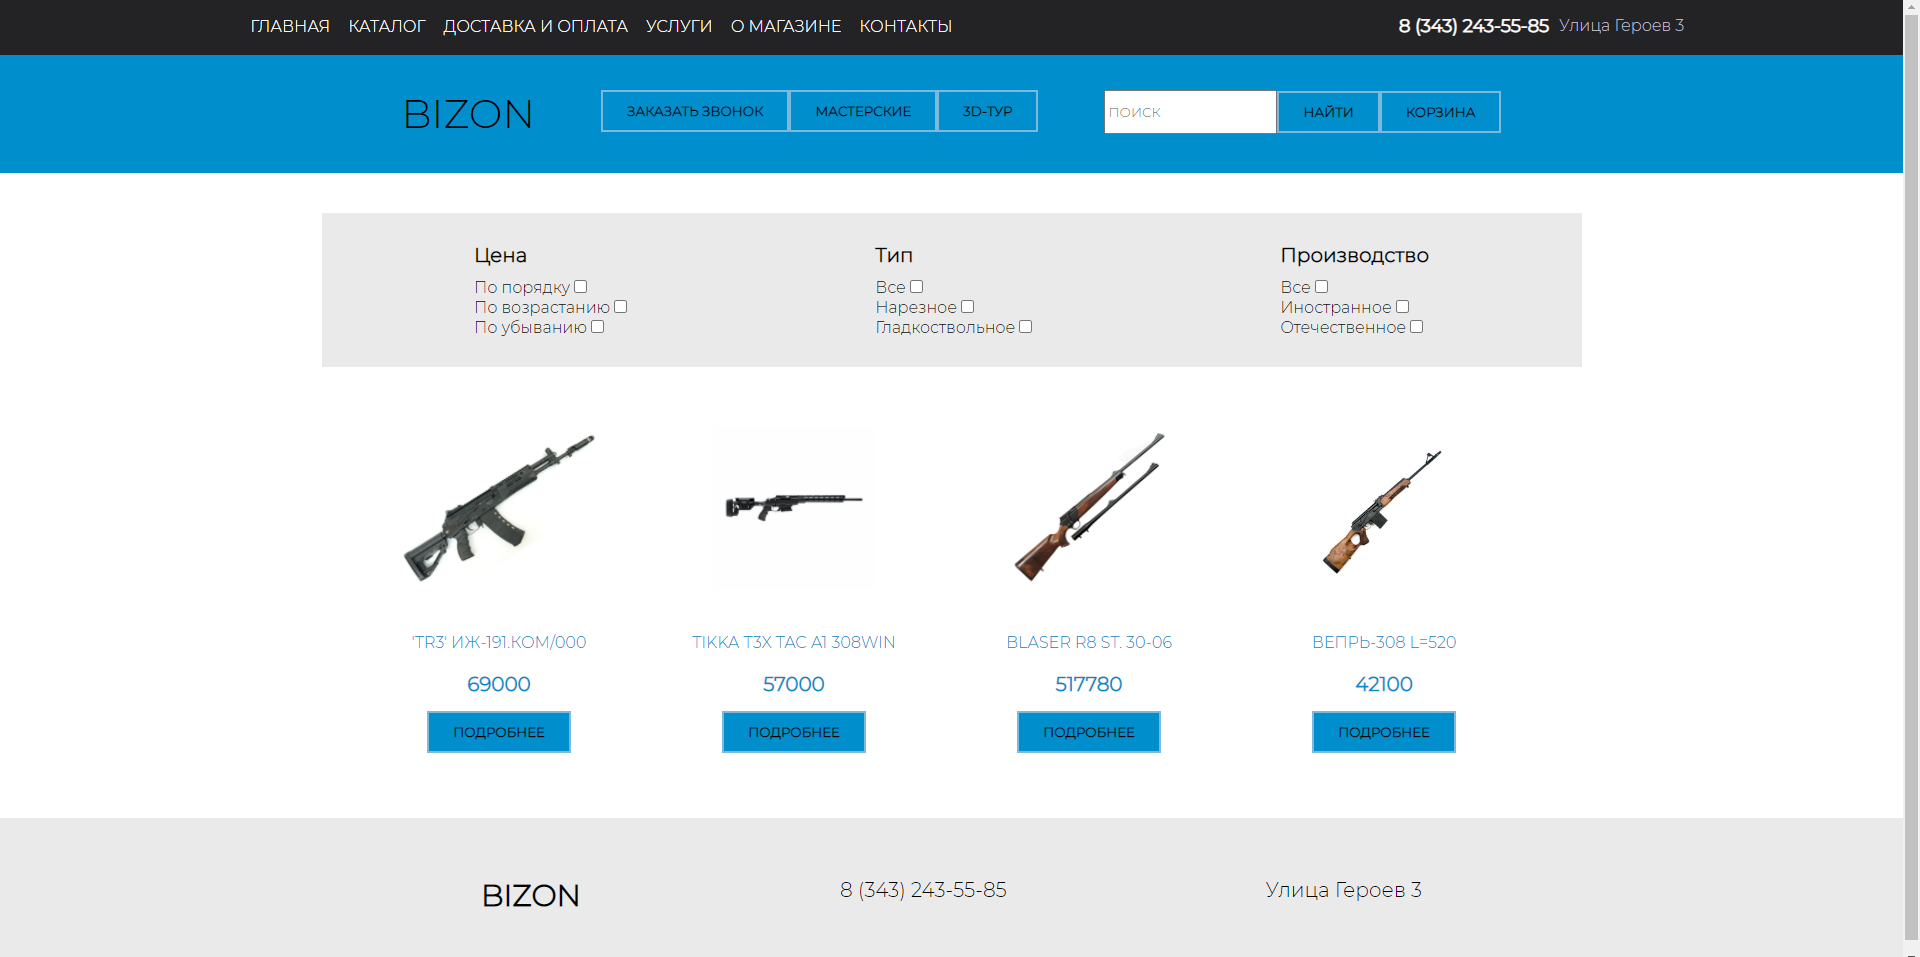 ГЛАВНАЯ КАТАЛОГ ДОСТАВКА И ОПЛАТА УСЛУГИ О МАГАЗИНЕ КОНТАКТЫ 8 (343) 243-55-85 Улица Героев 3
BIZON ЗАКАЗАТЬ ЗВОНОК МАСТЕРСКИЕ 3D-ТУР ПОИСК НАЙТИ КОРЗИНА
Цена
По порядку
По возрастанию
По убыванию
Тип
Все
Нарезное
Гладкоствольное
Производство
Все
Иностранное
Отечественное
'TR3' ИЖ-191.КОМ/000
69000
ПОДРОБНЕЕ
TIKKA T3X TAC A1 308WIN
57000
ПОДРОБНЕЕ
BLASER R8 ST. 30-06
517780
ПОДРОБНЕЕ
ВЕПРЬ-308 L=520
42100
ПОДРОБНЕЕ
BIZON 8 (343) 243-55-85 Улица Героев 3